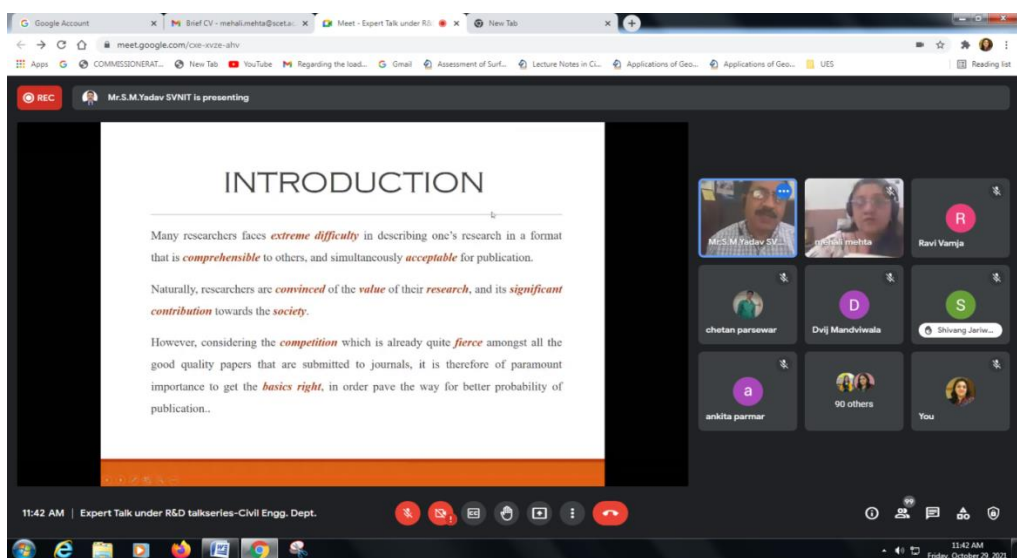 Google Account
Brief CV - mehali.mehta@scet.ac
Meet - Expert Talk under R&
New Tab
meet.google.com/cxe-xvze-ahv
Apps
COMMISSIONERAT...
New Tab
YouTube
Regarding the load...
Gmail
Assessment of Surf...
Lecture Notes in Ci...
Applications of Geo...
Applications of Geo...
UES
Reading list
REC
Mr.S.M.Yadav SVNIT is presenting
INTRODUCTION
Many researchers faces extreme difficulty in describing one's research in a format
that is comprehensible to others, and simultaneously acceptable for publication.
Naturally, researchers are convinced of the value of their research, and its significant
contribution towards the society.
However, considering the competition which is already quite fierce amongst all the
good quality papers that are submitted to journals, it is therefore of paramount
importance to get the basics right, in order pave the way for better probability of
publication..
Mr.S.M.Yadav SV...
mehali mehta
R
Ravi Vamja
chetan parsewar
D
Dvij Mandviwala
S
Shivang Jariw...
a
ankita parmar
90 others
You
11:42 AM | Expert Talk under R&D talkseries-Civil Engg. Dept.
99
11:42 AM
Friday, October 29, 2021